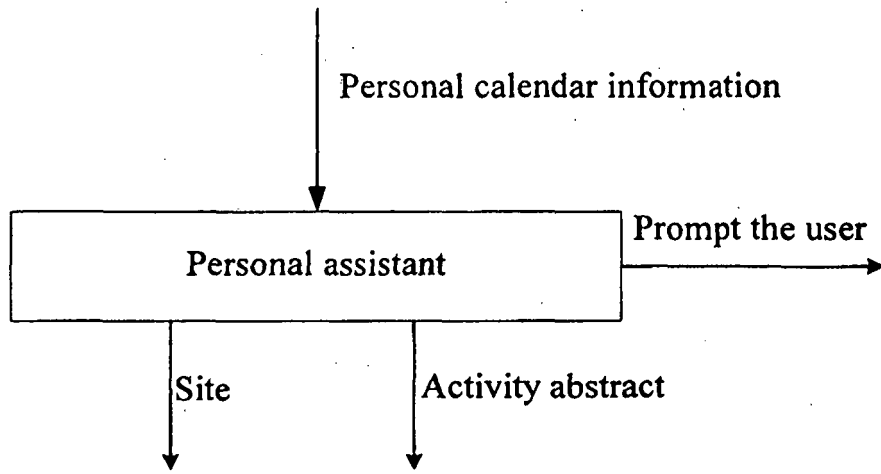 Personal calendar information
Prompt the user
Personal assistant
Site
Activity abstract